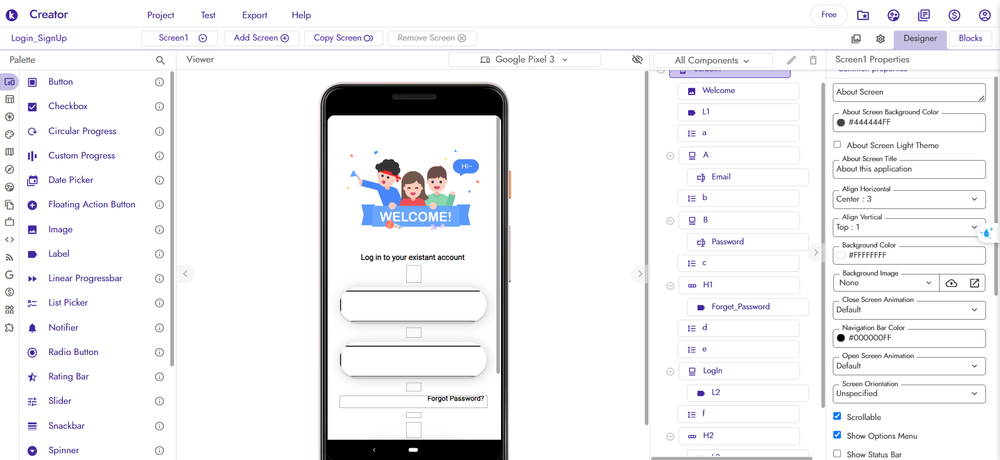 Creator
Project
Test
Export
Help
Free
Login_SignUp
Screen1
Add Screen
Copy Screen
Remove Screen
Designer
Blocks
Palette
Viewer
Google Pixel 3
All Components
Screen1 Properties
Button
Checkbox
Circular Progress
Custom Progress
Date Picker
Floating Action Button
Image
Label
Linear Progressbar
List Picker
Notifier
Radio Button
Rating Bar
Slider
Snackbar
Spinner
Hi~
WELCOME!
Log in to your existant account
Forgot Password?
Screen1
Welcome
L1
a
A
Email
b
B
Password
c
H1
Forget_Password
d
e
LogIn
L2
f
H2
Common properties
About Screen
About Screen Background Color
#444444FF
About Screen Light Theme
About Screen Title
About this application
Align Horizontal
Center : 3
Align Vertical
Top : 1
Background Color
#FFFFFFFF
Background Image
None
Close Screen Animation
Default
Navigation Bar Color
#000000FF
Open Screen Animation
Default
Screen Orientation
Unspecified
Scrollable
Show Options Menu
Show Status Bar